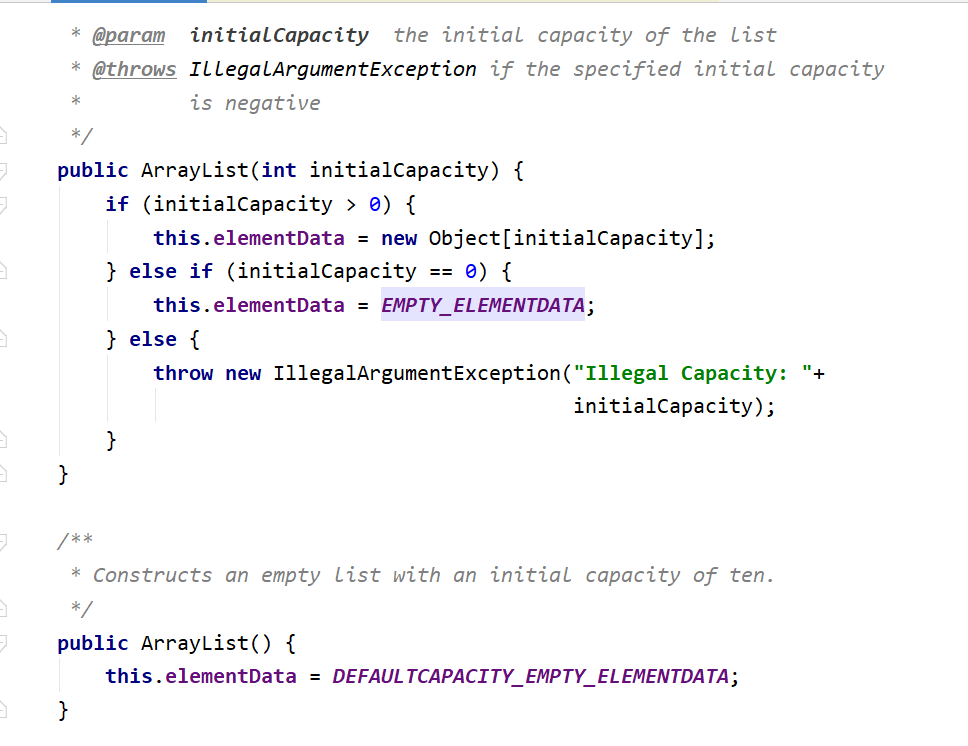 * @param initialCapacity the initial capacity of the list
* @throws IllegalArgumentException if the specified initial capacity
* is negative
*/
public ArrayList(int initialCapacity) {
if (initialCapacity > 0) {
this.elementData = new Object[initialCapacity];
} else if (initialCapacity == 0) {
this.elementData = EMPTY_ELEMENTDATA;
} else {
throw new IllegalArgumentException("Illegal Capacity: "+
initialCapacity);
}
}
/**
* Constructs an empty list with an initial capacity of ten.
*/
public ArrayList() {
this.elementData = DEFAULTCAPACITY_EMPTY_ELEMENTDATA;
}